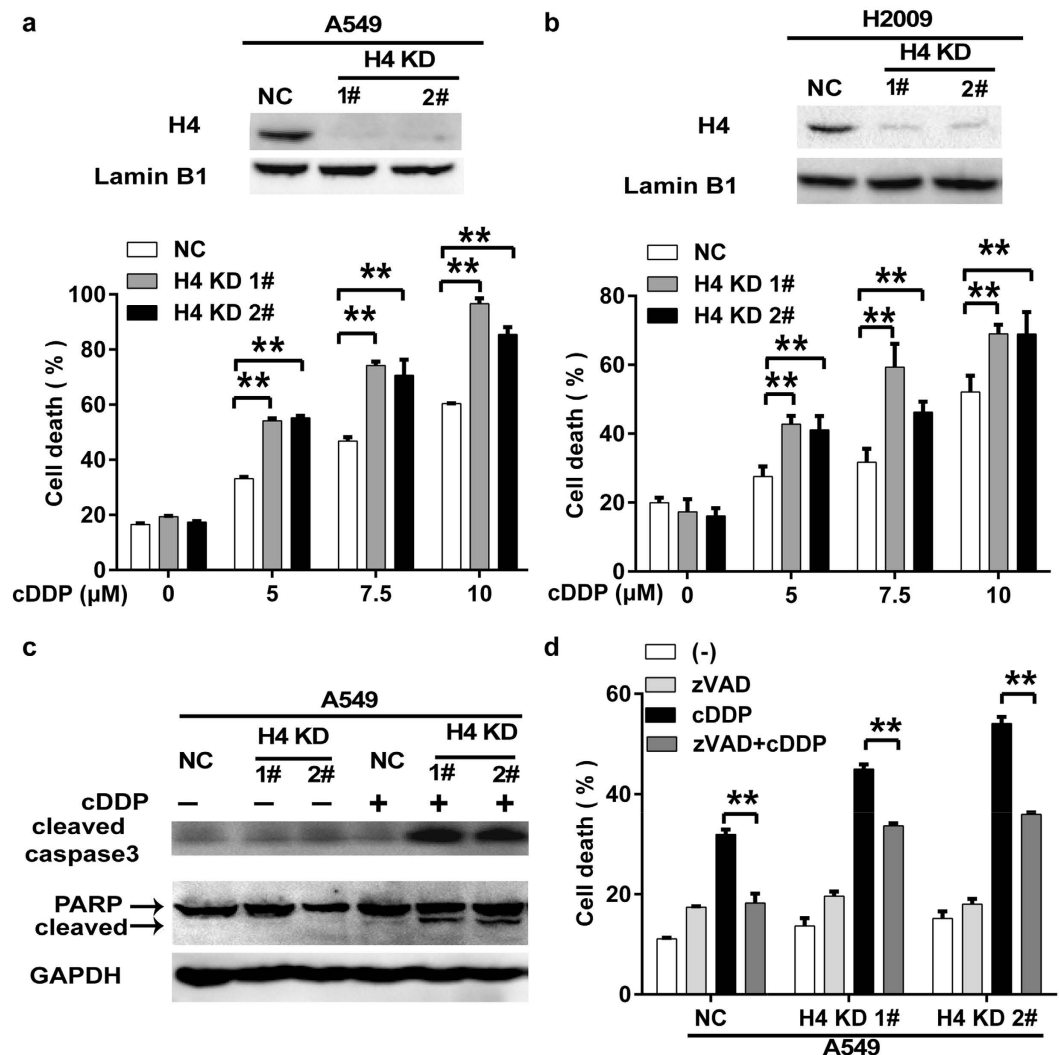 a
A549
H4 KD
NC 1# 2#
H4
Lamin B1
NC
H4 KD 1#
H4 KD 2#
** ** ** ** ** **
Cell death ( % )
100
80
60
40
20
0
cDDP (μM) 0 5 7.5 10
b
H2009
H4 KD
NC 1# 2#
H4
Lamin B1
NC
H4 KD 1#
H4 KD 2#
** ** ** ** ** **
Cell death ( % )
80
60
40
20
0
cDDP (μM) 0 5 7.5 10
c
A549
H4 KD H4 KD
NC 1# 2# NC 1# 2#
cDDP − − − + + +
cleaved
caspase3
PARP→
cleaved→
GAPDH
d
(-)
zVAD
cDDP
zVAD+cDDP
** ** **
Cell death ( % )
60
40
20
0
NC H4 KD 1# H4 KD 2#
A549